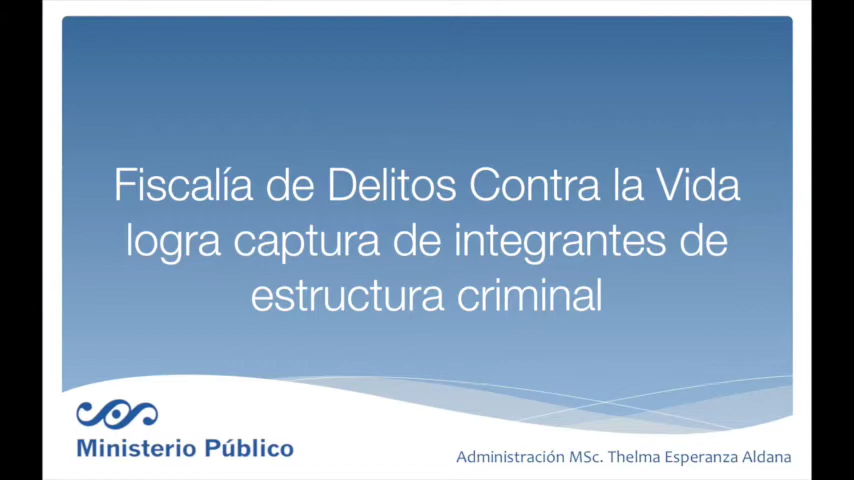 Fiscalía de Delitos Contra la Vida
logra captura de integrantes de
estructura criminal
Ministerio Público
Administración MSc. Thelma Esperanza Aldana